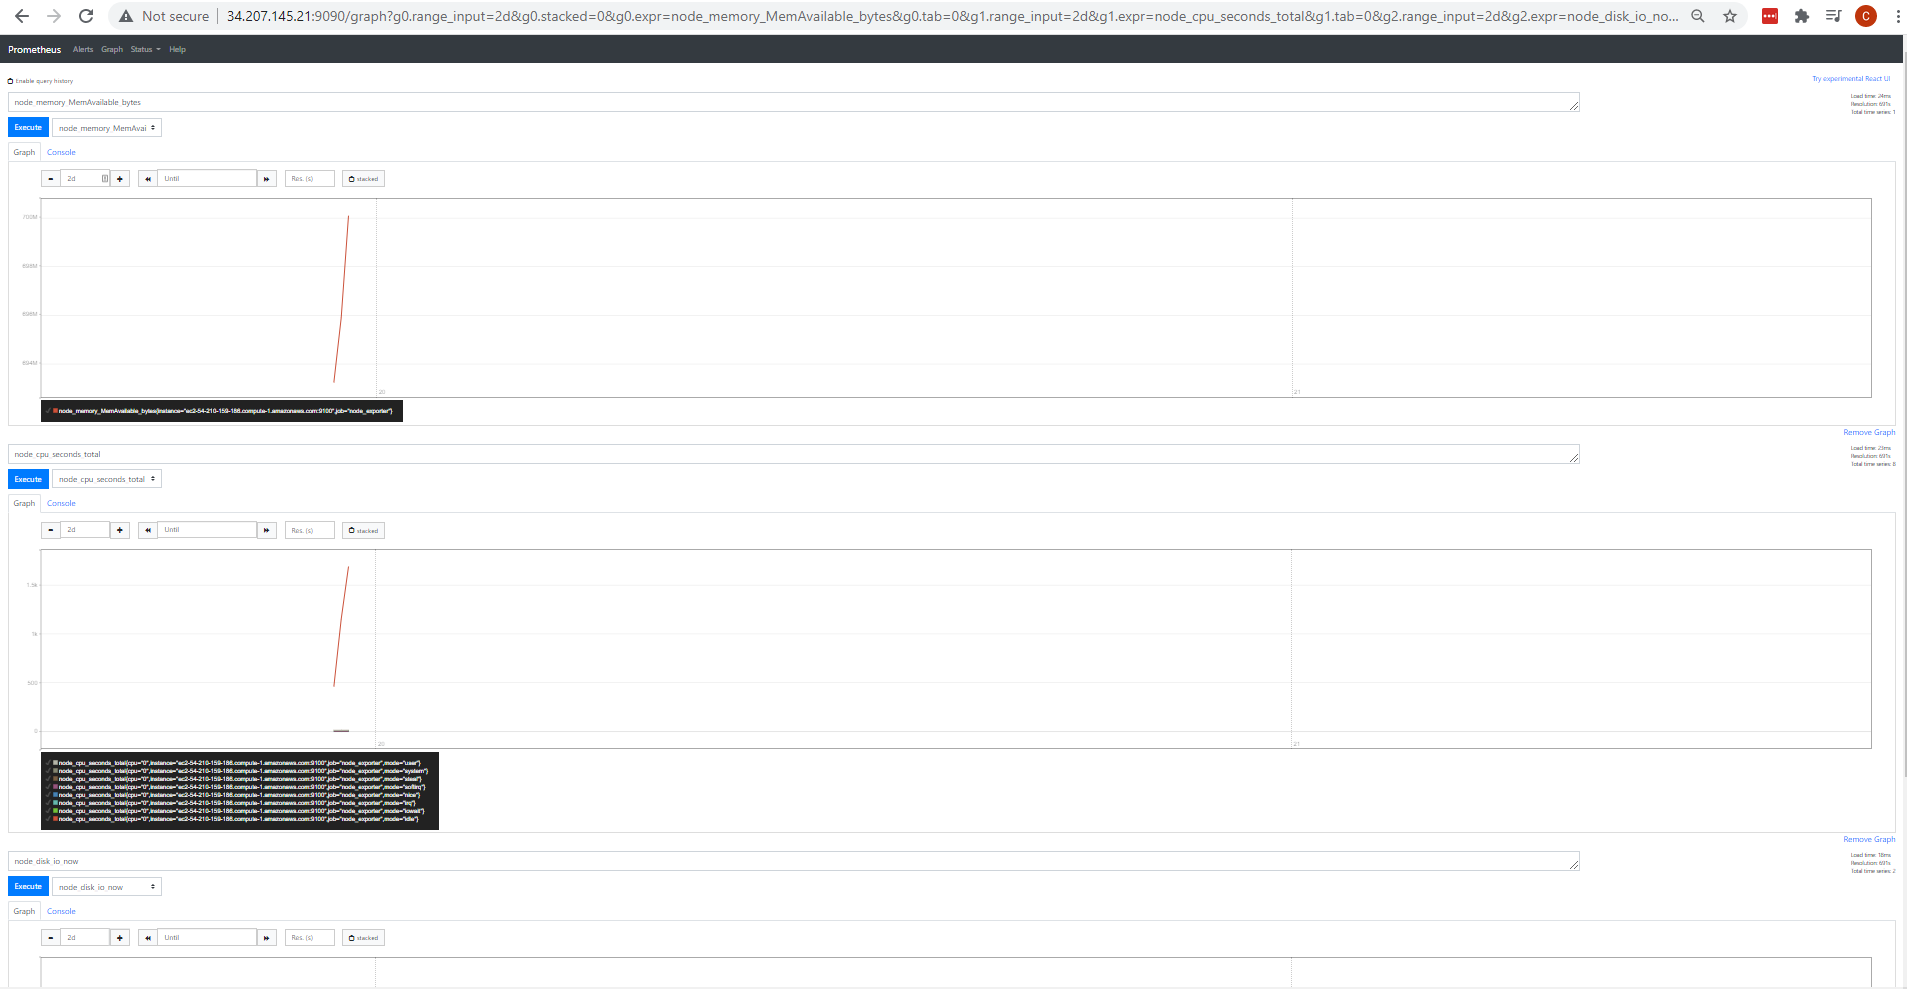 Not secure
34.207.145.21:9090/graph?g0.range_input=2d&g0.stacked=0&g0.expr=node_memory_MemAvailable_bytes&g0.tab=0&g1.range_input=2d&g1.expr=node_cpu_seconds_total&g1.tab=0&g2.range_input=2d&g2.expr=node_disk_io_no...
C
Prometheus Alerts Graph Status Help
Enable query history
Try experimental React UI
node_memory_MemAvailable_bytes
Load time: 24ms
Resolution: 691s
Total time series: 1
Execute node_memory_MemAvai
Graph Console
- 2d + Until Res. (s) stacked
700M
698M
696M
694M
20 21
node_memory_MemAvailable_bytes{instance="ec2-54-210-159-186.compute-1.amazonaws.com:9100",job="node_exporter"}
Remove Graph
node_cpu_seconds_total
Load time: 23ms
Resolution: 691s
Total time series: 8
Execute node_cpu_seconds_total
Graph Console
- 2d + Until Res. (s) stacked
1.5k
1k
500
0
20 21
node_cpu_seconds_total{cpu="0",instance="ec2-54-210-159-186.compute-1.amazonaws.com:9100",job="node_exporter",mode="user"}
node_cpu_seconds_total{cpu="0",instance="ec2-54-210-159-186.compute-1.amazonaws.com:9100",job="node_exporter",mode="system"}
node_cpu_seconds_total{cpu="0",instance="ec2-54-210-159-186.compute-1.amazonaws.com:9100",job="node_exporter",mode="steal"}
node_cpu_seconds_total{cpu="0",instance="ec2-54-210-159-186.compute-1.amazonaws.com:9100",job="node_exporter",mode="softirq"}
node_cpu_seconds_total{cpu="0",instance="ec2-54-210-159-186.compute-1.amazonaws.com:9100",job="node_exporter",mode="nice"}
node_cpu_seconds_total{cpu="0",instance="ec2-54-210-159-186.compute-1.amazonaws.com:9100",job="node_exporter",mode="irq"}
node_cpu_seconds_total{cpu="0",instance="ec2-54-210-159-186.compute-1.amazonaws.com:9100",job="node_exporter",mode="iowait"}
node_cpu_seconds_total{cpu="0",instance="ec2-54-210-159-186.compute-1.amazonaws.com:9100",job="node_exporter",mode="idle"}
Remove Graph
node_disk_io_now
Load time: 18ms
Resolution: 691s
Total time series: 2
Execute node_disk_io_now
Graph Console
- 2d + Until Res. (s) stacked